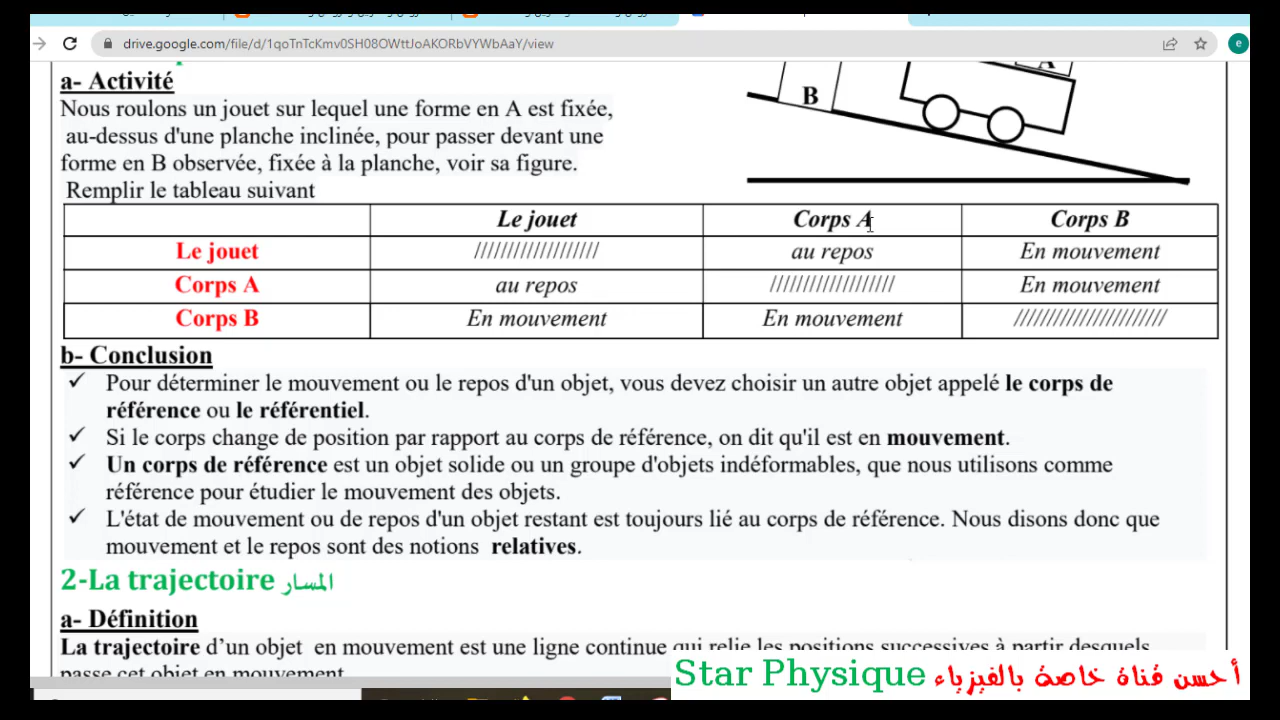 drive.google.com/file/d/1qoTnTcKmv0SH08OWttJoAKORbVYWbAaY/view
e
a- Activité
Nous roulons un jouet sur lequel une forme en A est fixée,
au-dessus d'une planche inclinée, pour passer devant une
forme en B observée, fixée à la planche, voir sa figure.
Remplir le tableau suivant
A
B
Le jouet Corps A Corps B
Le jouet /////////////////// au repos En mouvement
Corps A au repos /////////////////// En mouvement
Corps B En mouvement En mouvement ///////////////////////
b- Conclusion
✓ Pour déterminer le mouvement ou le repos d'un objet, vous devez choisir un autre objet appelé le corps de
référence ou le référentiel.
✓ Si le corps change de position par rapport au corps de référence, on dit qu'il est en mouvement.
✓ Un corps de référence est un objet solide ou un groupe d'objets indéformables, que nous utilisons comme
référence pour étudier le mouvement des objets.
✓ L'état de mouvement ou de repos d'un objet restant est toujours lié au corps de référence. Nous disons donc que
mouvement et le repos sont des notions relatives.
2-La trajectoire المسار
a- Définition
La trajectoire d’un objet en mouvement est une ligne continue qui relie les positions successives à partir desquels
passe cet objet en mouvement
Star Physique أحسن قناة خاصة بالفيزياء